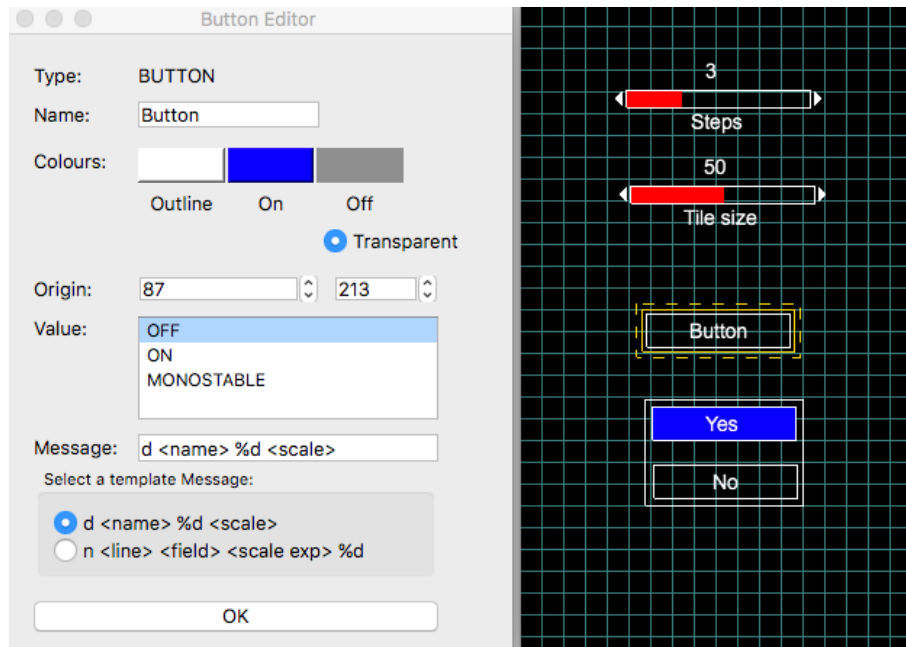 Button Editor
Type: BUTTON
Name: Button
Colours:
Outline On Off
Transparent
Origin: 87 213
Value: OFF
ON
MONOSTABLE
Message: d <name> %d <scale>
Select a template Message:
d <name> %d <scale>
n <line> <field> <scale exp> %d
OK
3
Steps
50
Tile size
Button
Yes
No